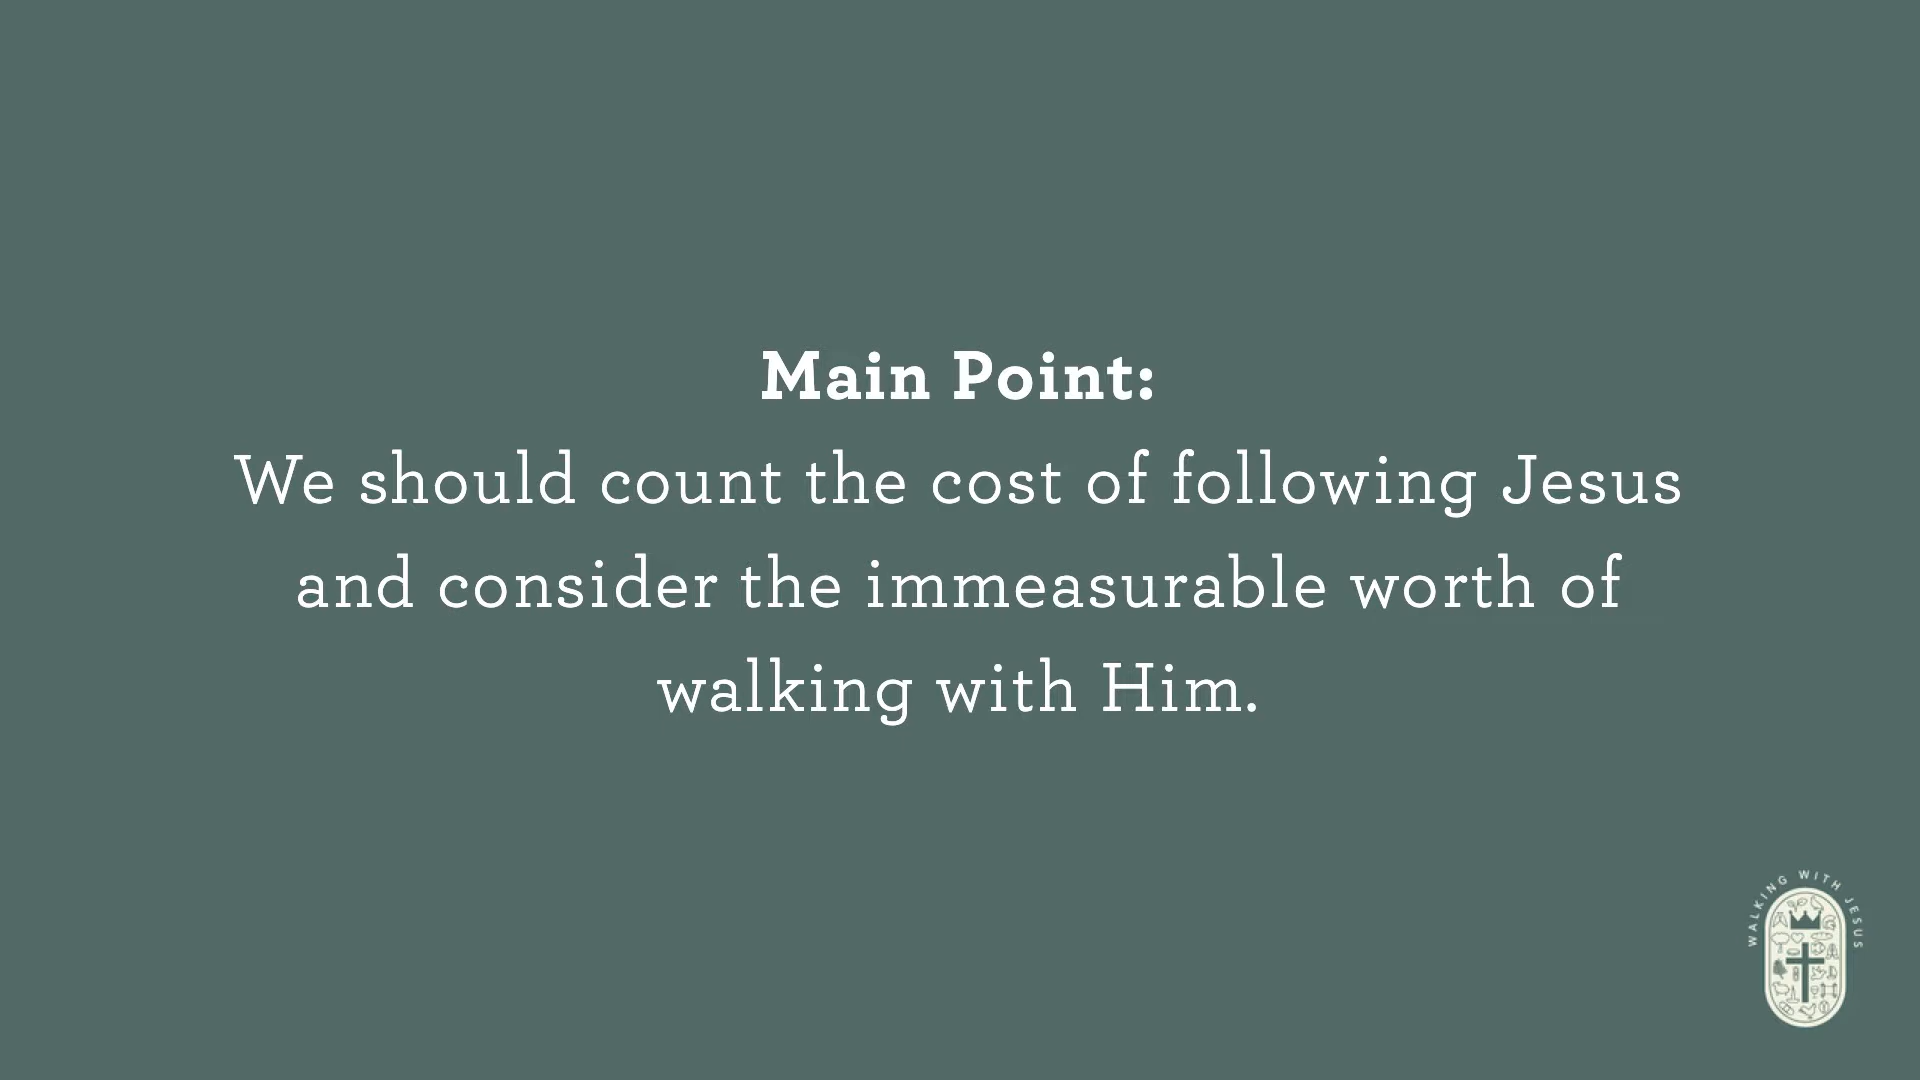 Main Point:
We should count the cost of following Jesus
and consider the immeasurable worth of
walking with Him.
WALKING WITH JESUS